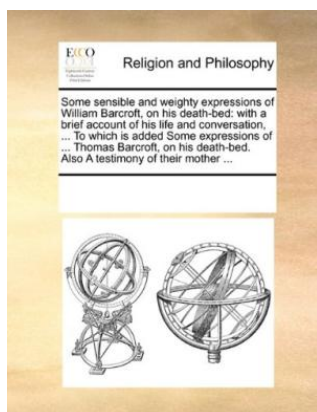 ECCO
Religion and Philosophy
Some sensible and weighty expressions of
William Barcroft, on his death-bed: with a
brief account of his life and conversation,
... To which is added Some expressions of
... Thomas Barcroft, on his death-bed.
Also A testimony of their mother ...